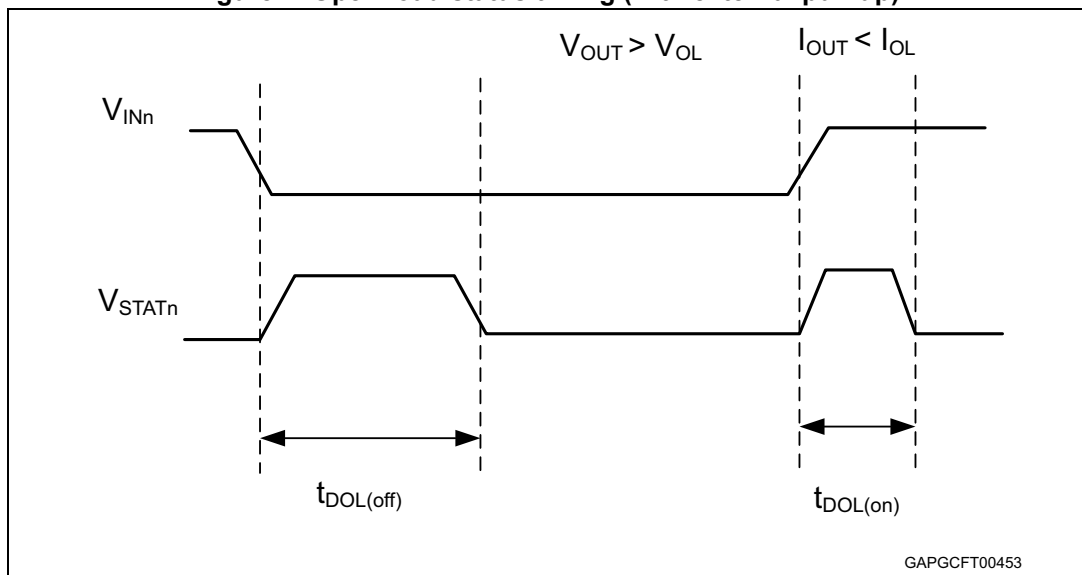 V_OUT > V_OL
I_OUT < I_OL
V_INn
V_STATn
t_DOL(off)
t_DOL(on)
GAPGCFT00453